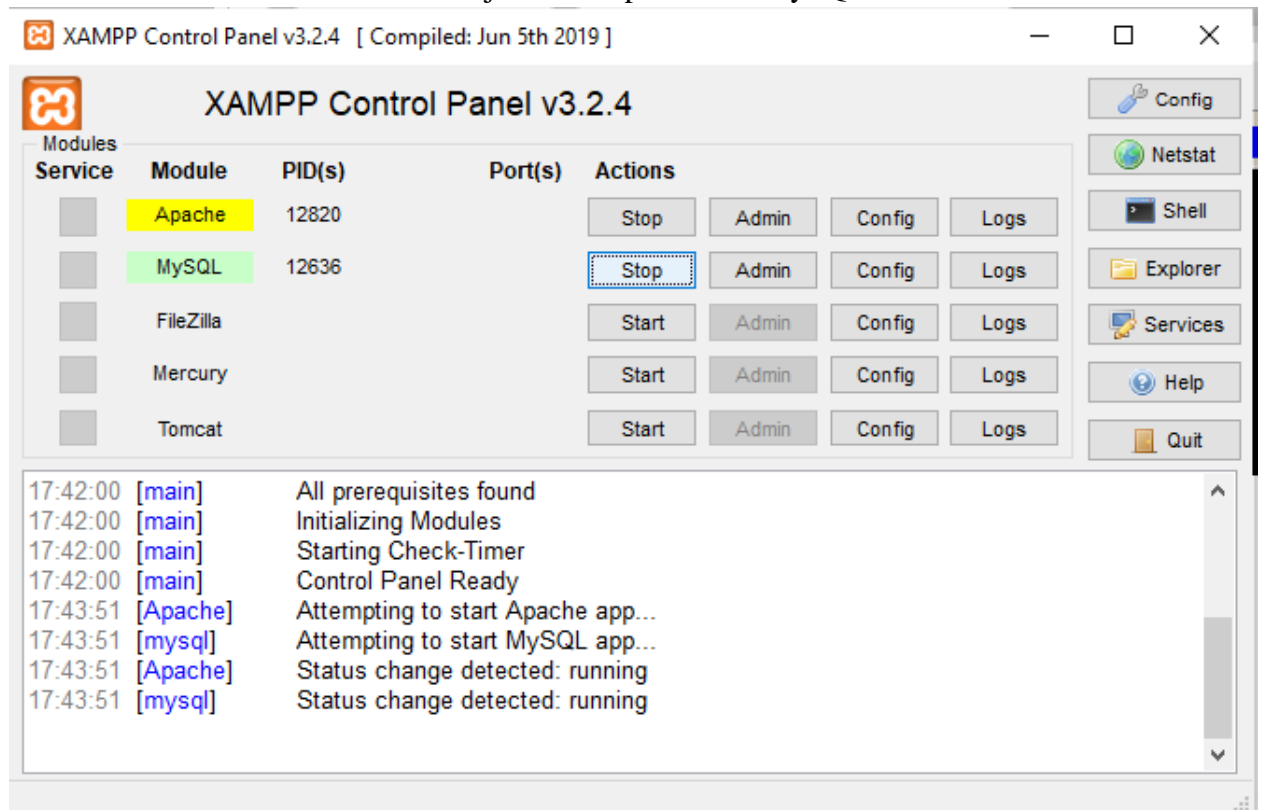 XAMPP Control Panel v3.2.4 [ Compiled: Jun 5th 2019 ]
XAMPP Control Panel v3.2.4
Config
Modules
Netstat
Service Module PID(s) Port(s) Actions
Apache 12820 Stop Admin Config Logs
Shell
MySQL 12636 Stop Admin Config Logs
Explorer
FileZilla Start Admin Config Logs
Services
Mercury Start Admin Config Logs
Help
Tomcat Start Admin Config Logs
Quit
17:42:00 [main] All prerequisites found
17:42:00 [main] Initializing Modules
17:42:00 [main] Starting Check-Timer
17:42:00 [main] Control Panel Ready
17:43:51 [Apache] Attempting to start Apache app...
17:43:51 [mysql] Attempting to start MySQL app...
17:43:51 [Apache] Status change detected: running
17:43:51 [mysql] Status change detected: running